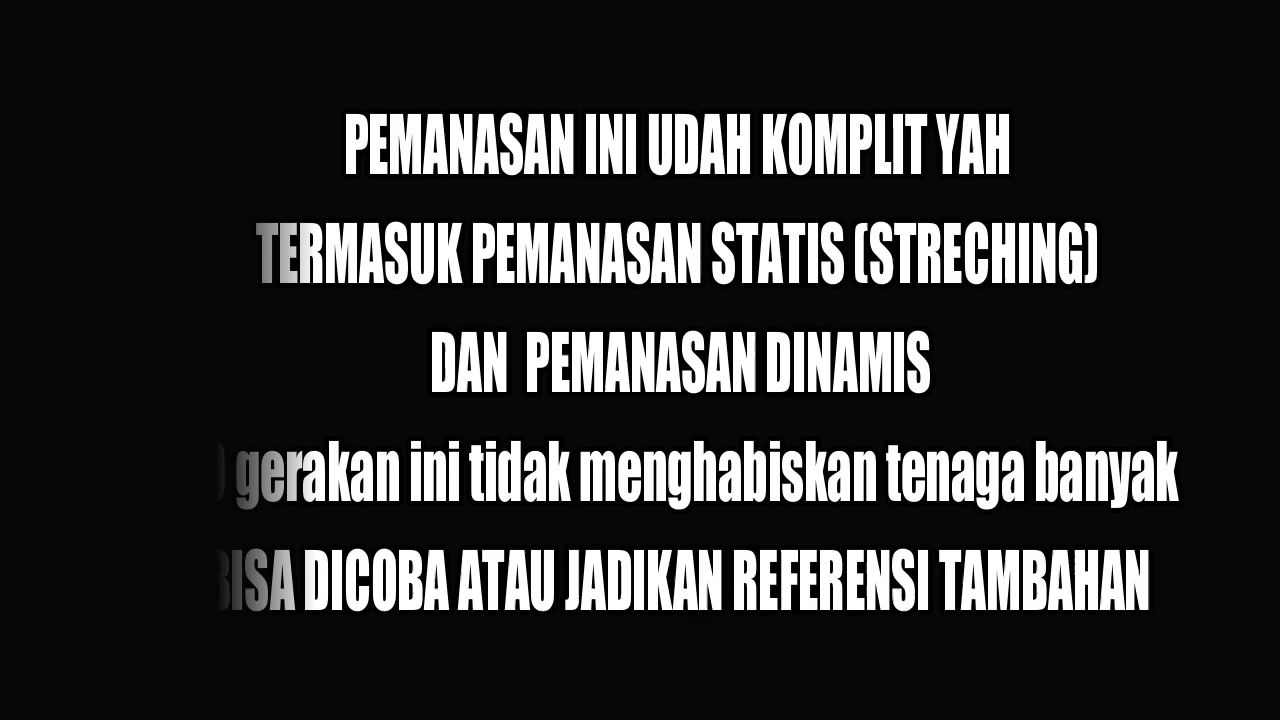 PEMANASAN INI UDAH KOMPLIT YAH
TERMASUK PEMANASAN STATIS (STRECHING)
DAN PEMANASAN DINAMIS
gerakan ini tidak menghabiskan tenaga banyak
BISA DICOBA ATAU JADIKAN REFERENSI TAMBAHAN